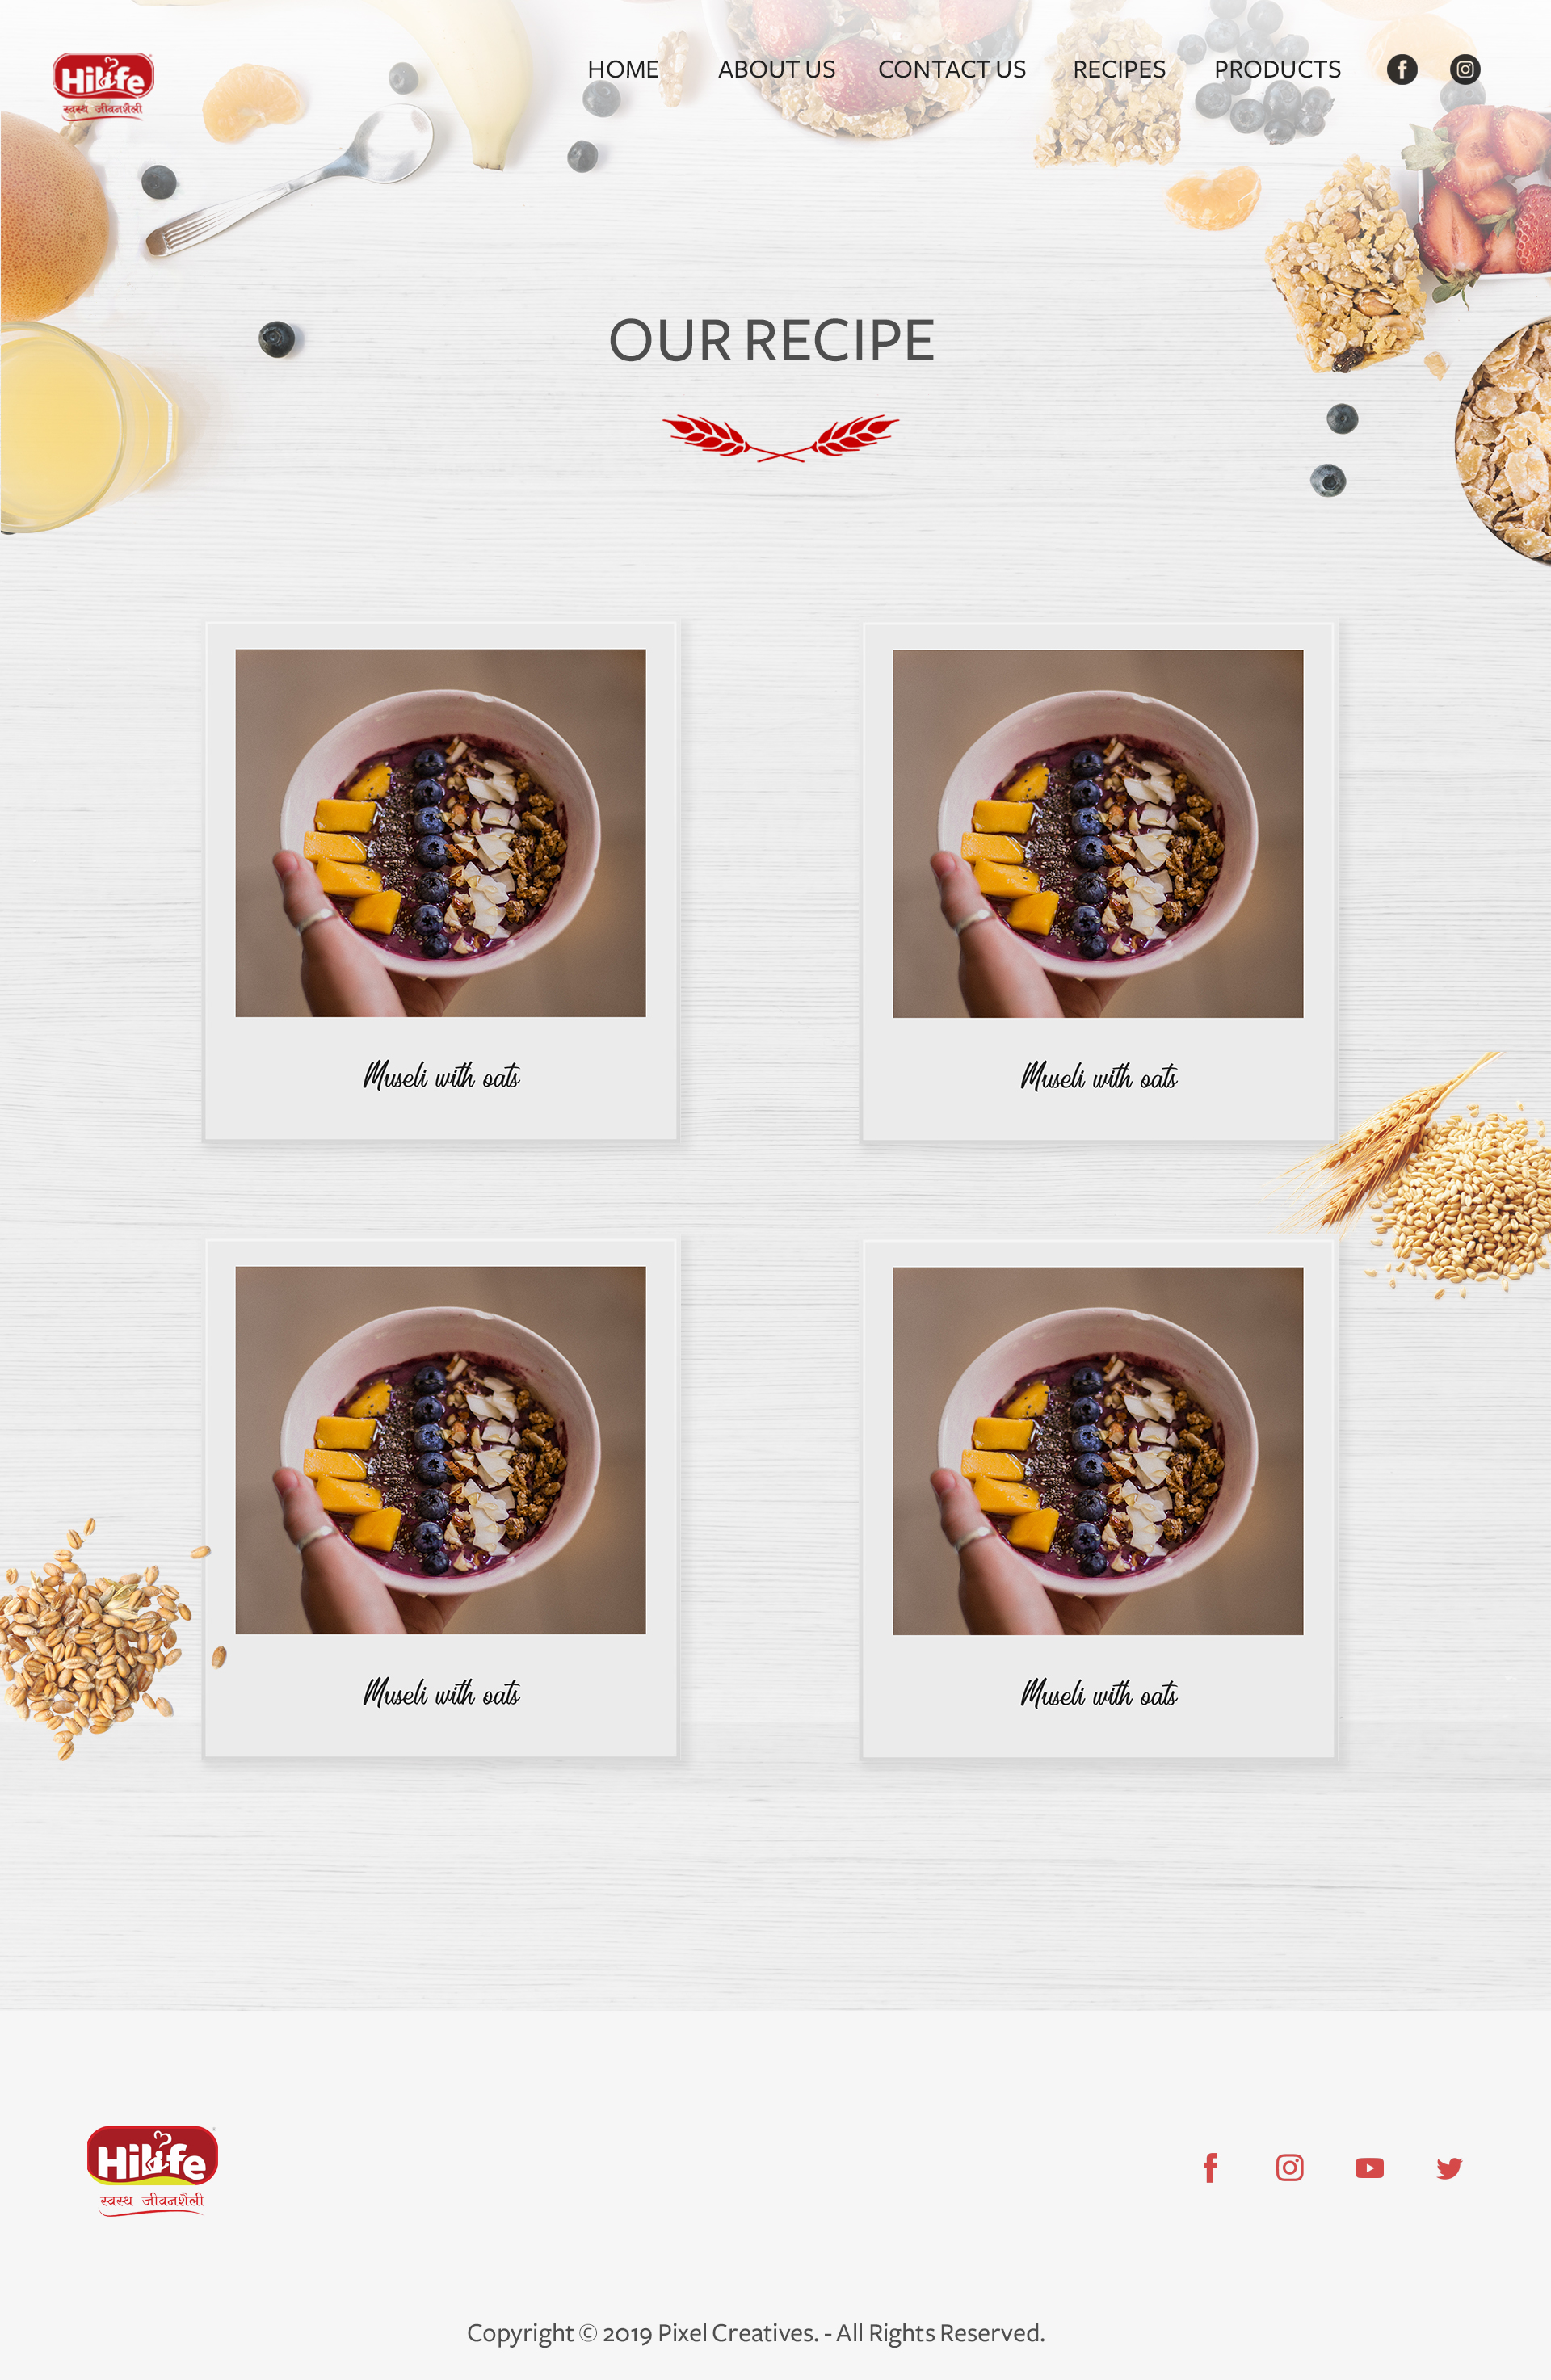 Hilife
स्वस्थ जीवनशैली
HOME ABOUT US CONTACT US RECIPES PRODUCTS
OUR RECIPE
Museli with oats
Museli with oats
Museli with oats
Museli with oats
Hilife
स्वस्थ जीवनशैली
Copyright © 2019 Pixel Creatives. - All Rights Reserved.